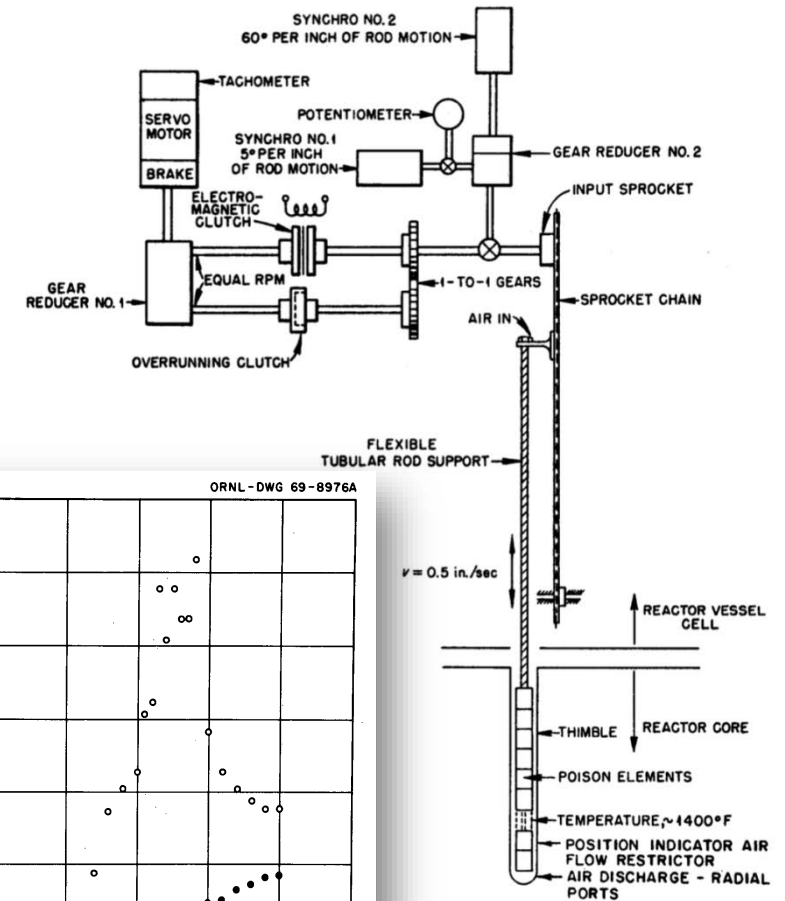 SYNCHRO NO. 2
60° PER INCH OF ROD MOTION
TACHOMETER
SERVO
MOTOR
BRAKE
POTENTIOMETER
SYNCHRO NO.1
5° PER INCH
OF ROD MOTION
GEAR REDUCER NO. 2
INPUT SPROCKET
ELECTRO-
MAGNETIC
CLUTCH
EQUAL RPM
GEAR
REDUCER NO. 1
1-TO-1 GEARS
SPROCKET CHAIN
AIR IN
OVERRUNNING CLUTCH
FLEXIBLE
TUBULAR ROD SUPPORT
ORNL-DWG 69-8976A
v = 0.5 in./sec
REACTOR VESSEL
CELL
THIMBLE
REACTOR CORE
POISON ELEMENTS
TEMPERATURE, ~1400°F
POSITION INDICATOR AIR
FLOW RESTRICTOR
AIR DISCHARGE - RADIAL
PORTS